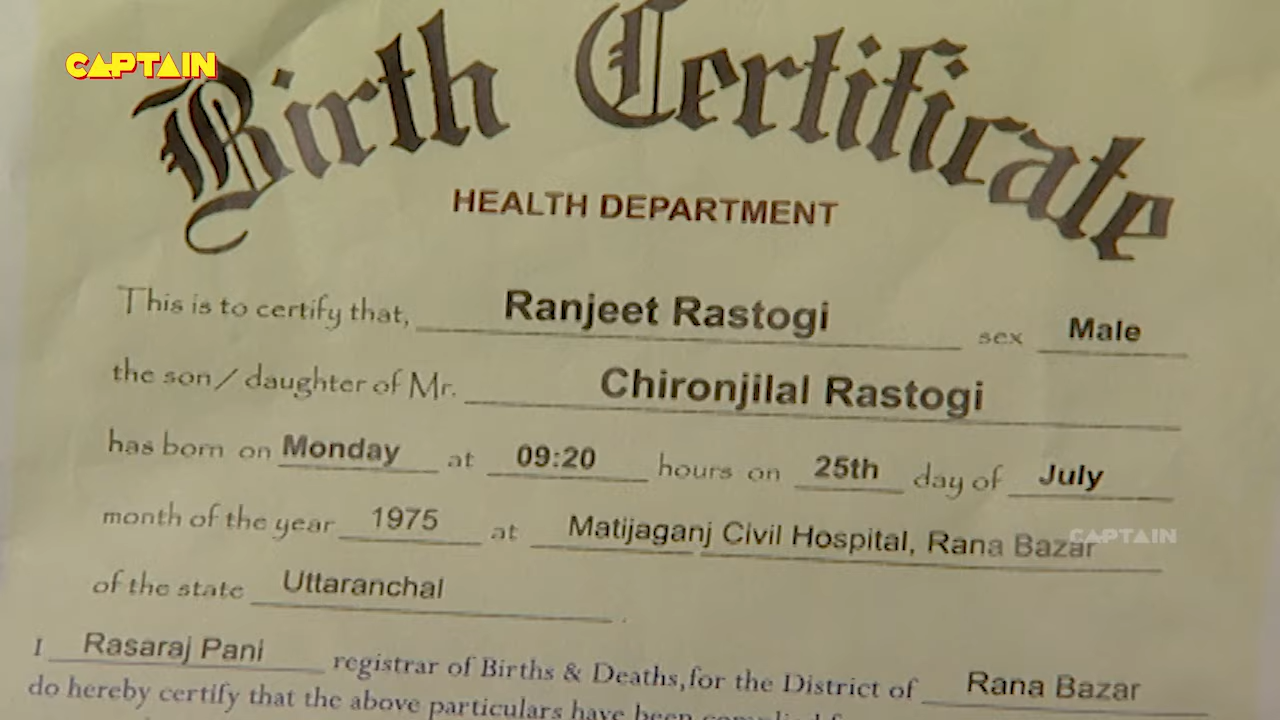 CAPTAIN
Birth Certificate
HEALTH DEPARTMENT
This is to certify that, Ranjeet Rastogi sex Male
the son/daughter of Mr. Chironjilal Rastogi
has born on Monday at 09:20 hours on 25th day of July
month of the year 1975 at Matijaganj Civil Hospital, Rana Bazar
CAPTAIN
of the state Uttaranchal
I Rasaraj Pani registrar of Births & Deaths, for the District of Rana Bazar
do hereby certify that the above particulars have been